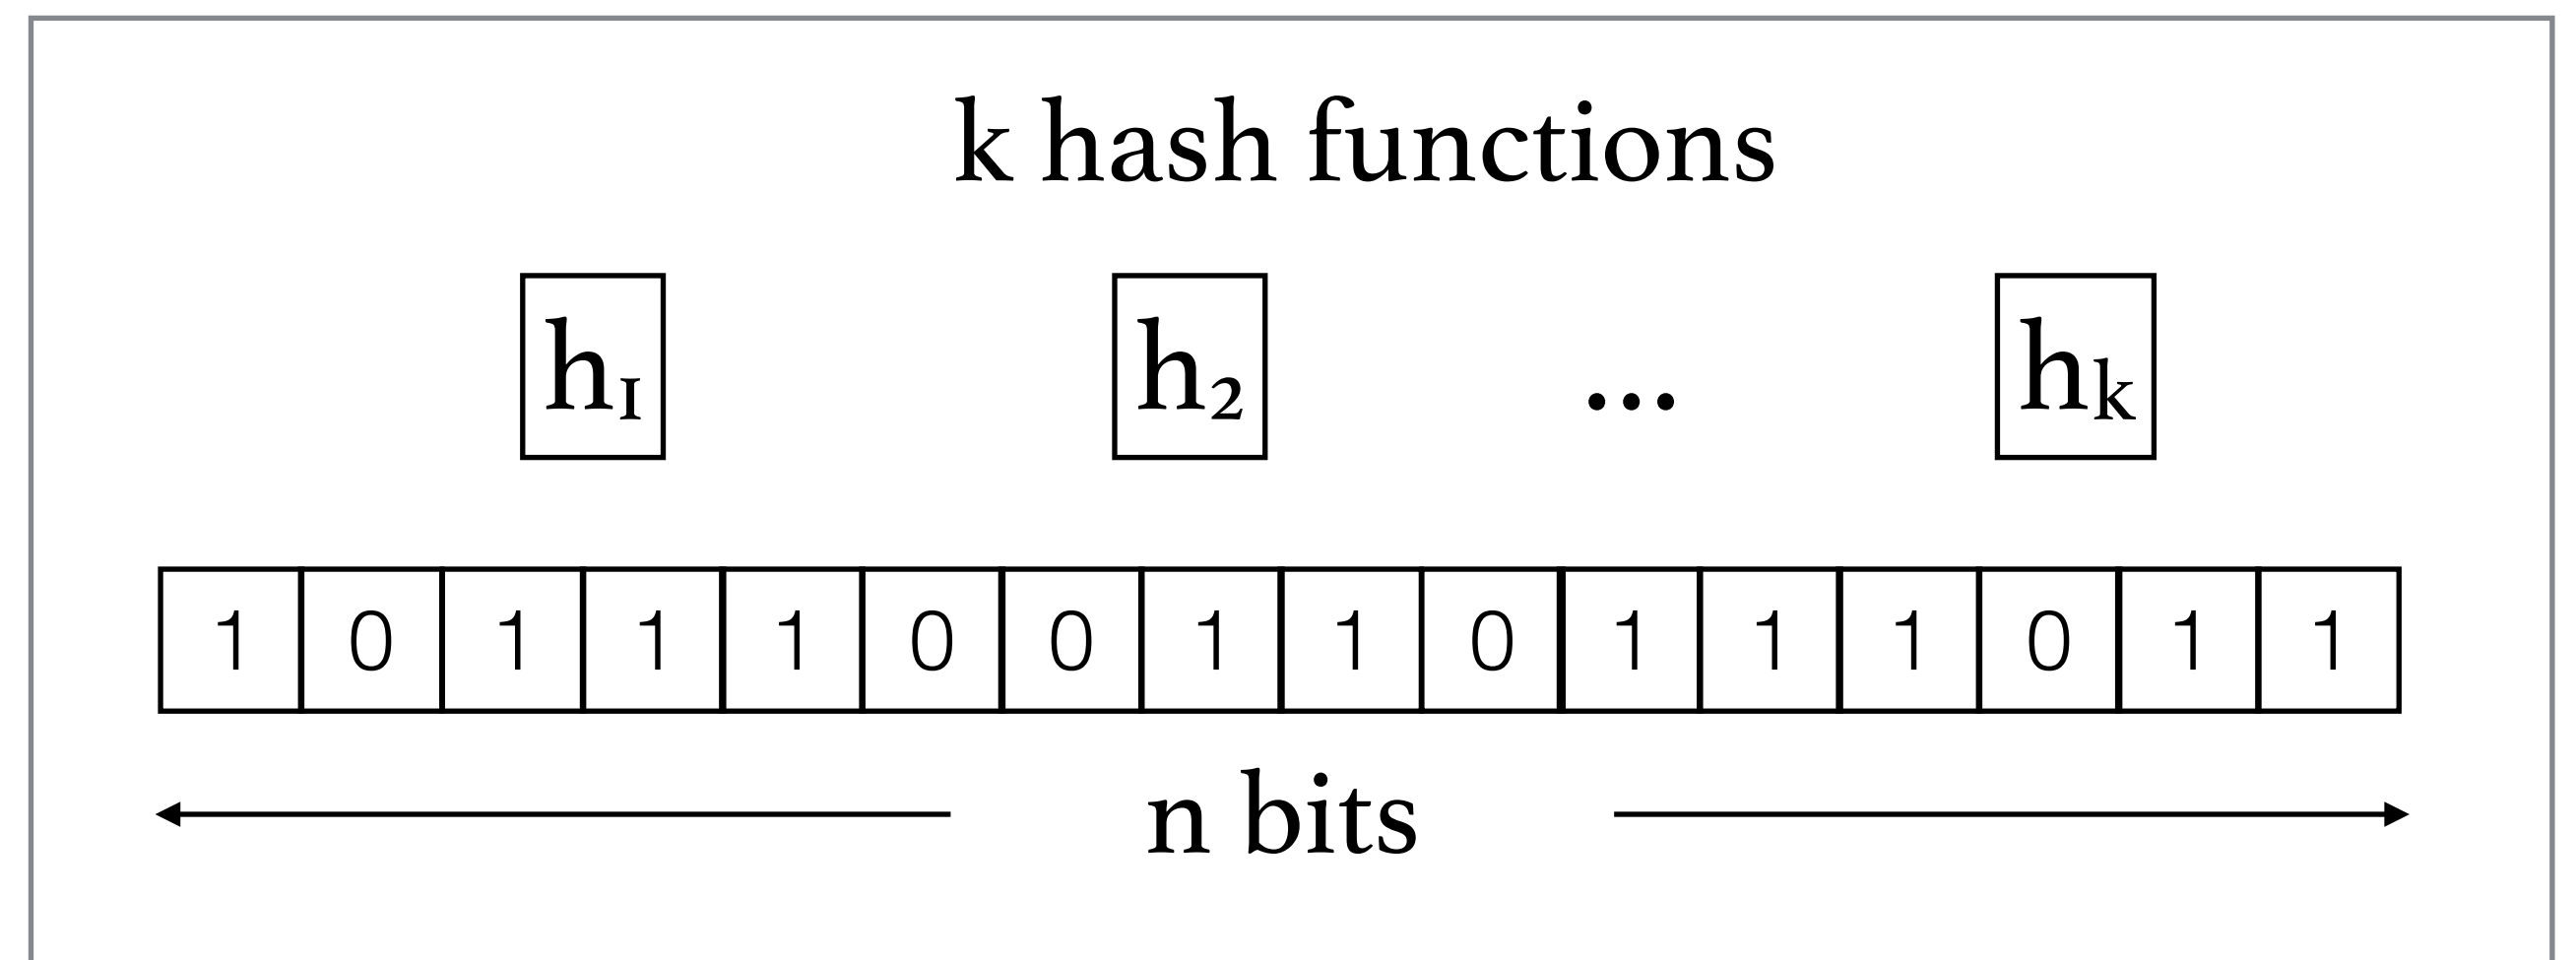 k hash functions
h₁ h₂ ... hₖ
1 0 1 1 1 0 0 1 1 0 1 1 1 0 1 1
n bits